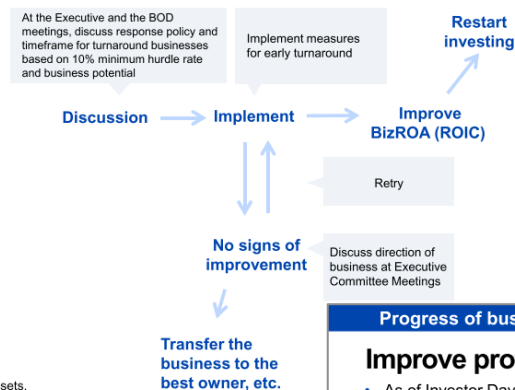 At the Executive and the BOD
meetings, discuss response policy and
timeframe for turnaround businesses
based on 10% minimum hurdle rate
and business potential
Implement measures
for early turnaround
Restart
investing
Discussion
Implement
Improve
BizROA (ROIC)
Retry
No signs of
improvement
Discuss direction of
business at Executive
Committee Meetings
Transfer the
business to the
best owner, etc.
Progress of
Improve
As of Investor